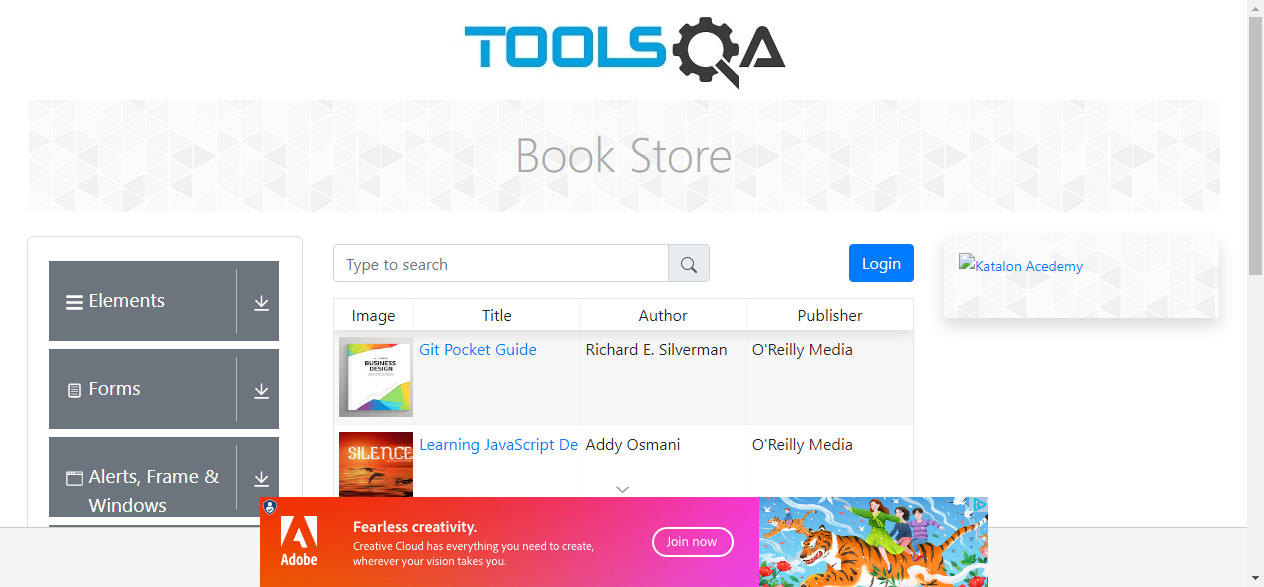 TOOLSQA
Book Store
Elements
Forms
Alerts, Frame &
Windows
Type to search
Login
Image Title Author Publisher
BUSINESS
DESIGN
Git Pocket Guide Richard E. Silverman O'Reilly Media
SILENCE
Learning JavaScript De Addy Osmani O'Reilly Media
Katalon Acedemy
Adobe
Fearless creativity.
Creative Cloud has everything you need to create,
wherever your vision takes you.
Join now